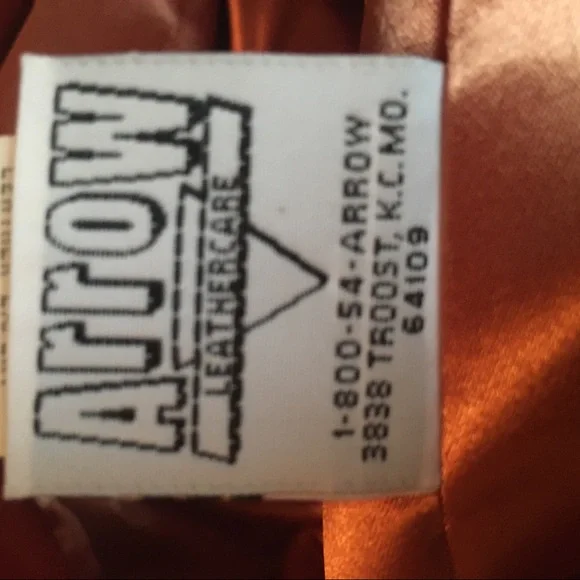 Arrow
LEATHERCARE
1-800-54-ARROW
3838 TROOST, K.C.MO.
64109